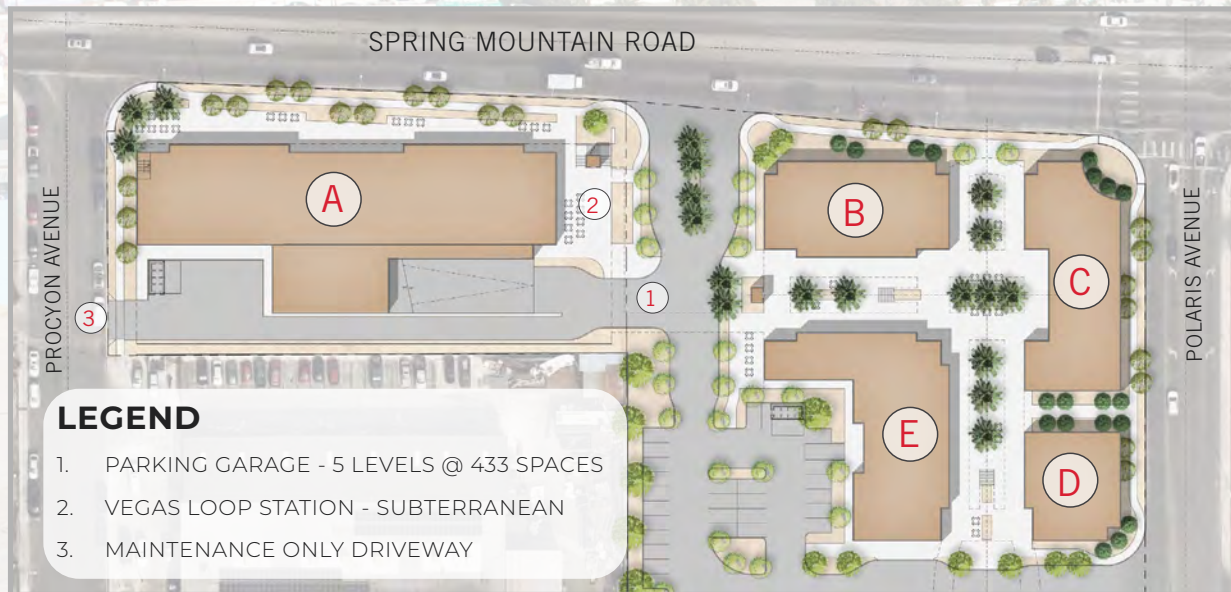 SPRING MOUNTAIN ROAD
PROCYON AVENUE
POLARIS AVENUE
A
B
C
D
E
1
2
3
LEGEND
1. PARKING GARAGE - 5 LEVELS @ 433 SPACES
2. VEGAS LOOP STATION - SUBTERRANEAN
3. MAINTENANCE ONLY DRIVEWAY